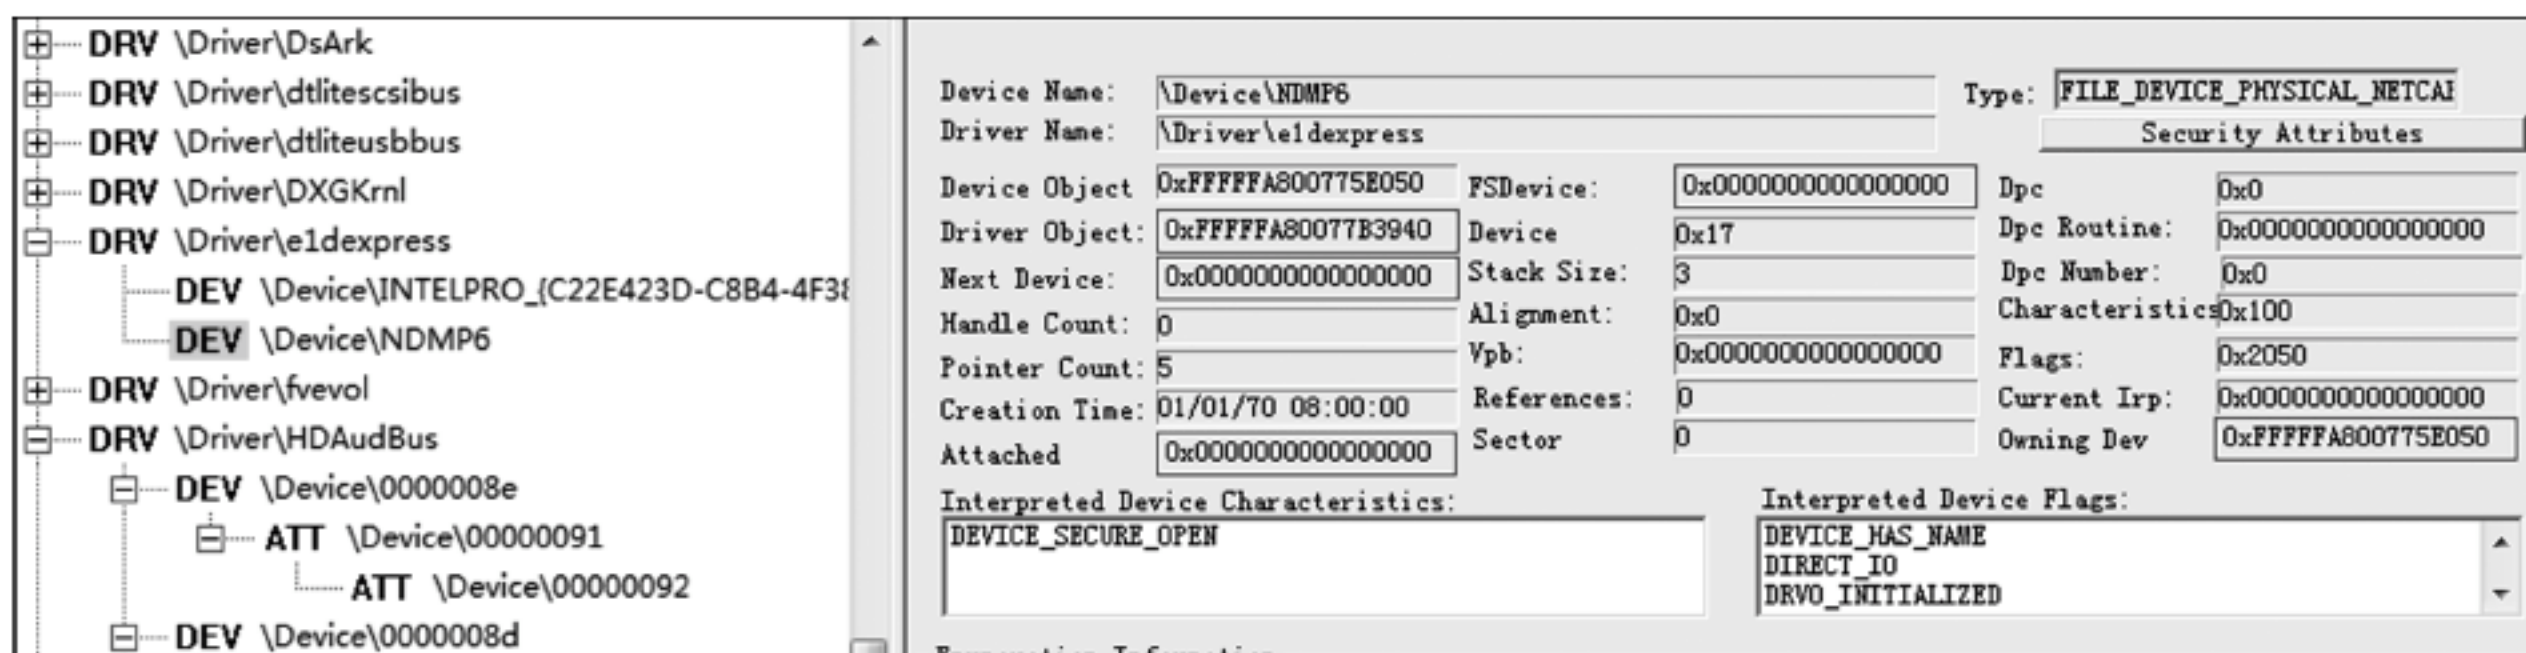 DRV \Driver\DsArk
DRV \Driver\dtlitescsibus
DRV \Driver\dtliteusbbus
DRV \Driver\DXGKrnl
DRV \Driver\e1dexpress
DEV \Device\INTELPRO_{C22E423D-C8B4-4F38
DEV \Device\NDMP6
DRV \Driver\fvevol
DRV \Driver\HDAudBus
DEV \Device\0000008e
ATT \Device\00000091
ATT \Device\00000092
DEV \Device\0000008d
Device Name: \Device\NDMP6 Type: FILE_DEVICE_PHYSICAL_NETCAI
Driver Name: \Driver\e1dexpress Security Attributes
Device Object 0xFFFFFA800775E050 FSDevice: 0x0000000000000000 Dpc 0x0
Driver Object: 0xFFFFFA80077B3940 Device 0x17 Dpc Routine: 0x0000000000000000
Next Device: 0x0000000000000000 Stack Size: 3 Dpc Number: 0x0
Handle Count: 0 Alignment: 0x0 Characteristics 0x100
Pointer Count: 5 Vpb: 0x0000000000000000 Flags: 0x2050
Creation Time: 01/01/70 08:00:00 References: 0 Current Irp: 0x0000000000000000
Attached 0x0000000000000000 Sector 0 Owning Dev 0xFFFFFA800775E050
Interpreted Device Characteristics: Interpreted Device Flags:
DEVICE_SECURE_OPEN DEVICE_HAS_NAME
DIRECT_IO
DRVO_INITIALIZED